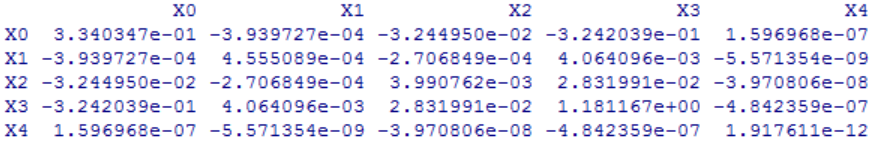 X0 X1 X2 X3 X4
X0 3.340347e-01 -3.939727e-04 -3.244950e-02 -3.242039e-01 1.596968e-07
X1 -3.939727e-04 4.555089e-04 -2.706849e-04 4.064096e-03 -5.571354e-09
X2 -3.244950e-02 -2.706849e-04 3.990762e-03 2.831991e-02 -3.970806e-08
X3 -3.242039e-01 4.064096e-03 2.831991e-02 1.181167e+00 -4.842359e-07
X4 1.596968e-07 -5.571354e-09 -3.970806e-08 -4.842359e-07 1.917611e-12